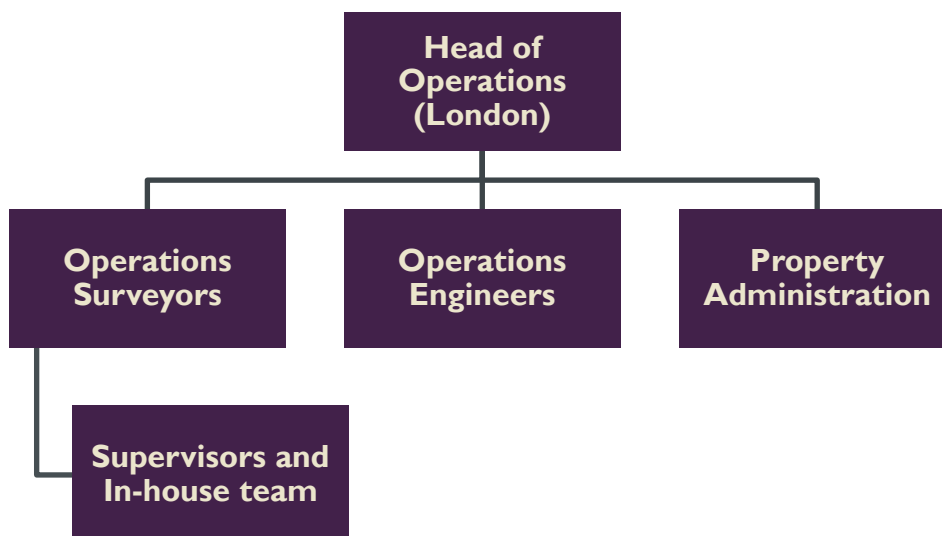 Head of
Operations
(London)
Operations
Surveyors
Operations
Engineers
Property
Administration
Supervisors and
In-house team